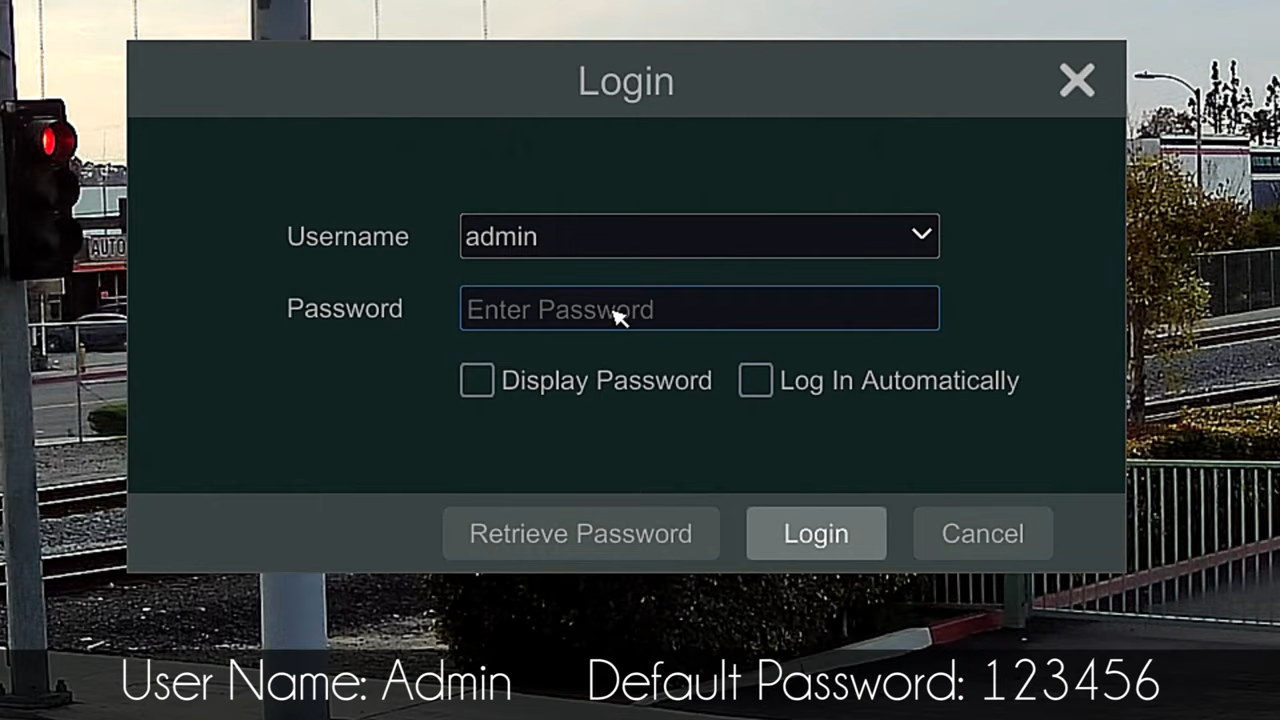 Login
AUTO
Username admin
Password Enter Password
Display Password Log In Automatically
Retrieve Password Login Cancel
User Name: Admin Default Password: 123456